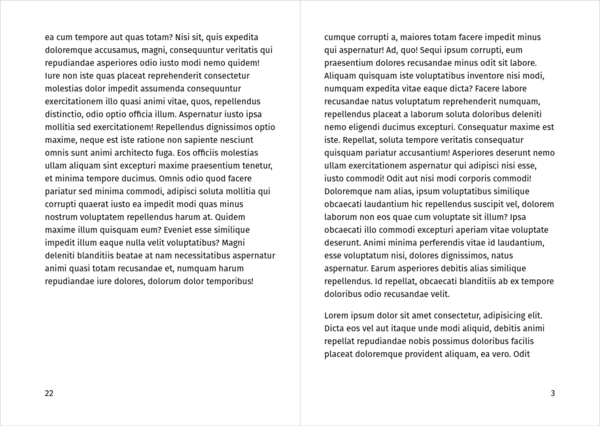 ea cum tempore aut quas totam? Nisi sit, quis expedita
doloremque accusamus, magni, consequuntur veritatis qui
repudiandae asperiores odio iusto modi nemo quidem!
Iure non iste quas placeat reprehenderit consectetur
molestias dolor impedit assumenda consequuntur
exercitationem illo quasi animi vitae, quos, repellendus
distinctio, odio optio officia illum. Aspernatur iusto ipsa
mollitia sed exercitationem! Repellendus dignissimos optio
maxime, neque est iste ratione non sapiente nesciunt
omnis sunt animi architecto fuga. Eos officiis molestias
ullam aliquam sint excepturi maxime praesentium tenetur,
et minima tempore ducimus. Omnis odio quod facere
pariatur sed minima commodi, adipisci soluta mollitia qui
corrupti quaerat iusto ea impedit modi quas minus
nostrum voluptatem repellendus harum at. Quidem
maxime illum quisquam eum? Eveniet esse similique
impedit illum eaque nulla velit voluptatibus? Magni
deleniti blanditiis beatae at nam necessitatibus aspernatur
animi quasi totam recusandae et, numquam harum
repudiandae iure dolores, dolorum dolor temporibus!
22
cumque corrupti a, maiores totam facere impedit minus
qui aspernatur! Ad, quo! Sequi ipsum corrupti, eum
praesentium dolores recusandae minus odit sit labore.
Aliquam quisquam iste voluptatibus inventore nisi modi,
numquam expedita vitae eaque dicta? Facere labore
recusandae natus voluptatum reprehenderit numquam,
repellendus placeat a laborum soluta doloribus deleniti
nemo eligendi ducimus excepturi. Consequatur maxime est
iste. Repellat, soluta tempore veritatis consequatur
quisquam pariatur accusantium! Asperiores deserunt nemo
ullam exercitationem aspernatur qui adipisci nisi esse,
iusto commodi! Odit aut nisi modi corporis commodi!
Doloremque nam alias, ipsum voluptatibus similique
obcaecati laudantium hic repellendus suscipit vel, dolorem
laborum non eos quae cum voluptate sit illum? Ipsa
obcaecati illo commodi excepturi aperiam vitae voluptate
deserunt. Animi minima perferendis vitae id laudantium,
esse voluptatum nisi, dolores dignissimos, natus
aspernatur. Earum asperiores debitis alias similique
repellendus. Id repellat, obcaecati blanditiis ab ex tempore
doloribus odio recusandae velit.
Lorem ipsum dolor sit amet consectetur, adipisicing elit.
Dicta eos vel aut itaque unde modi aliquid, debitis animi
repellat repudiandae nobis possimus doloribus facilis
placeat doloremque provident aliquam, ea vero. Odit
3